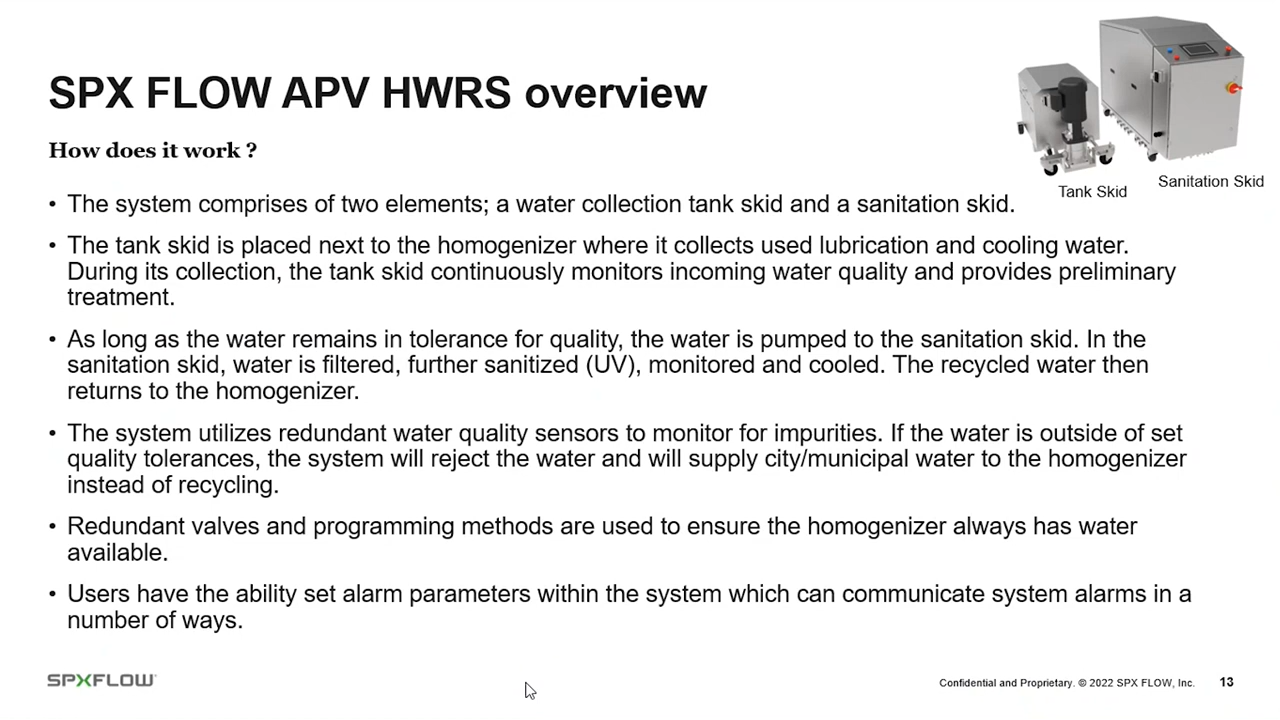 SPX FLOW APV HWRS overview
How does it work ?
Tank Skid
Sanitation Skid
• The system comprises of two elements; a water collection tank skid and a sanitation skid.
• The tank skid is placed next to the homogenizer where it collects used lubrication and cooling water.
During its collection, the tank skid continuously monitors incoming water quality and provides preliminary
treatment.
• As long as the water remains in tolerance for quality, the water is pumped to the sanitation skid. In the
sanitation skid, water is filtered, further sanitized (UV), monitored and cooled. The recycled water then
returns to the homogenizer.
• The system utilizes redundant water quality sensors to monitor for impurities. If the water is outside of set
quality tolerances, the system will reject the water and will supply city/municipal water to the homogenizer
instead of recycling.
• Redundant valves and programming methods are used to ensure the homogenizer always has water
available.
• Users have the ability set alarm parameters within the system which can communicate system alarms in a
number of ways.
SPXFLOW
Confidential and Proprietary. © 2022 SPX FLOW, Inc.
13